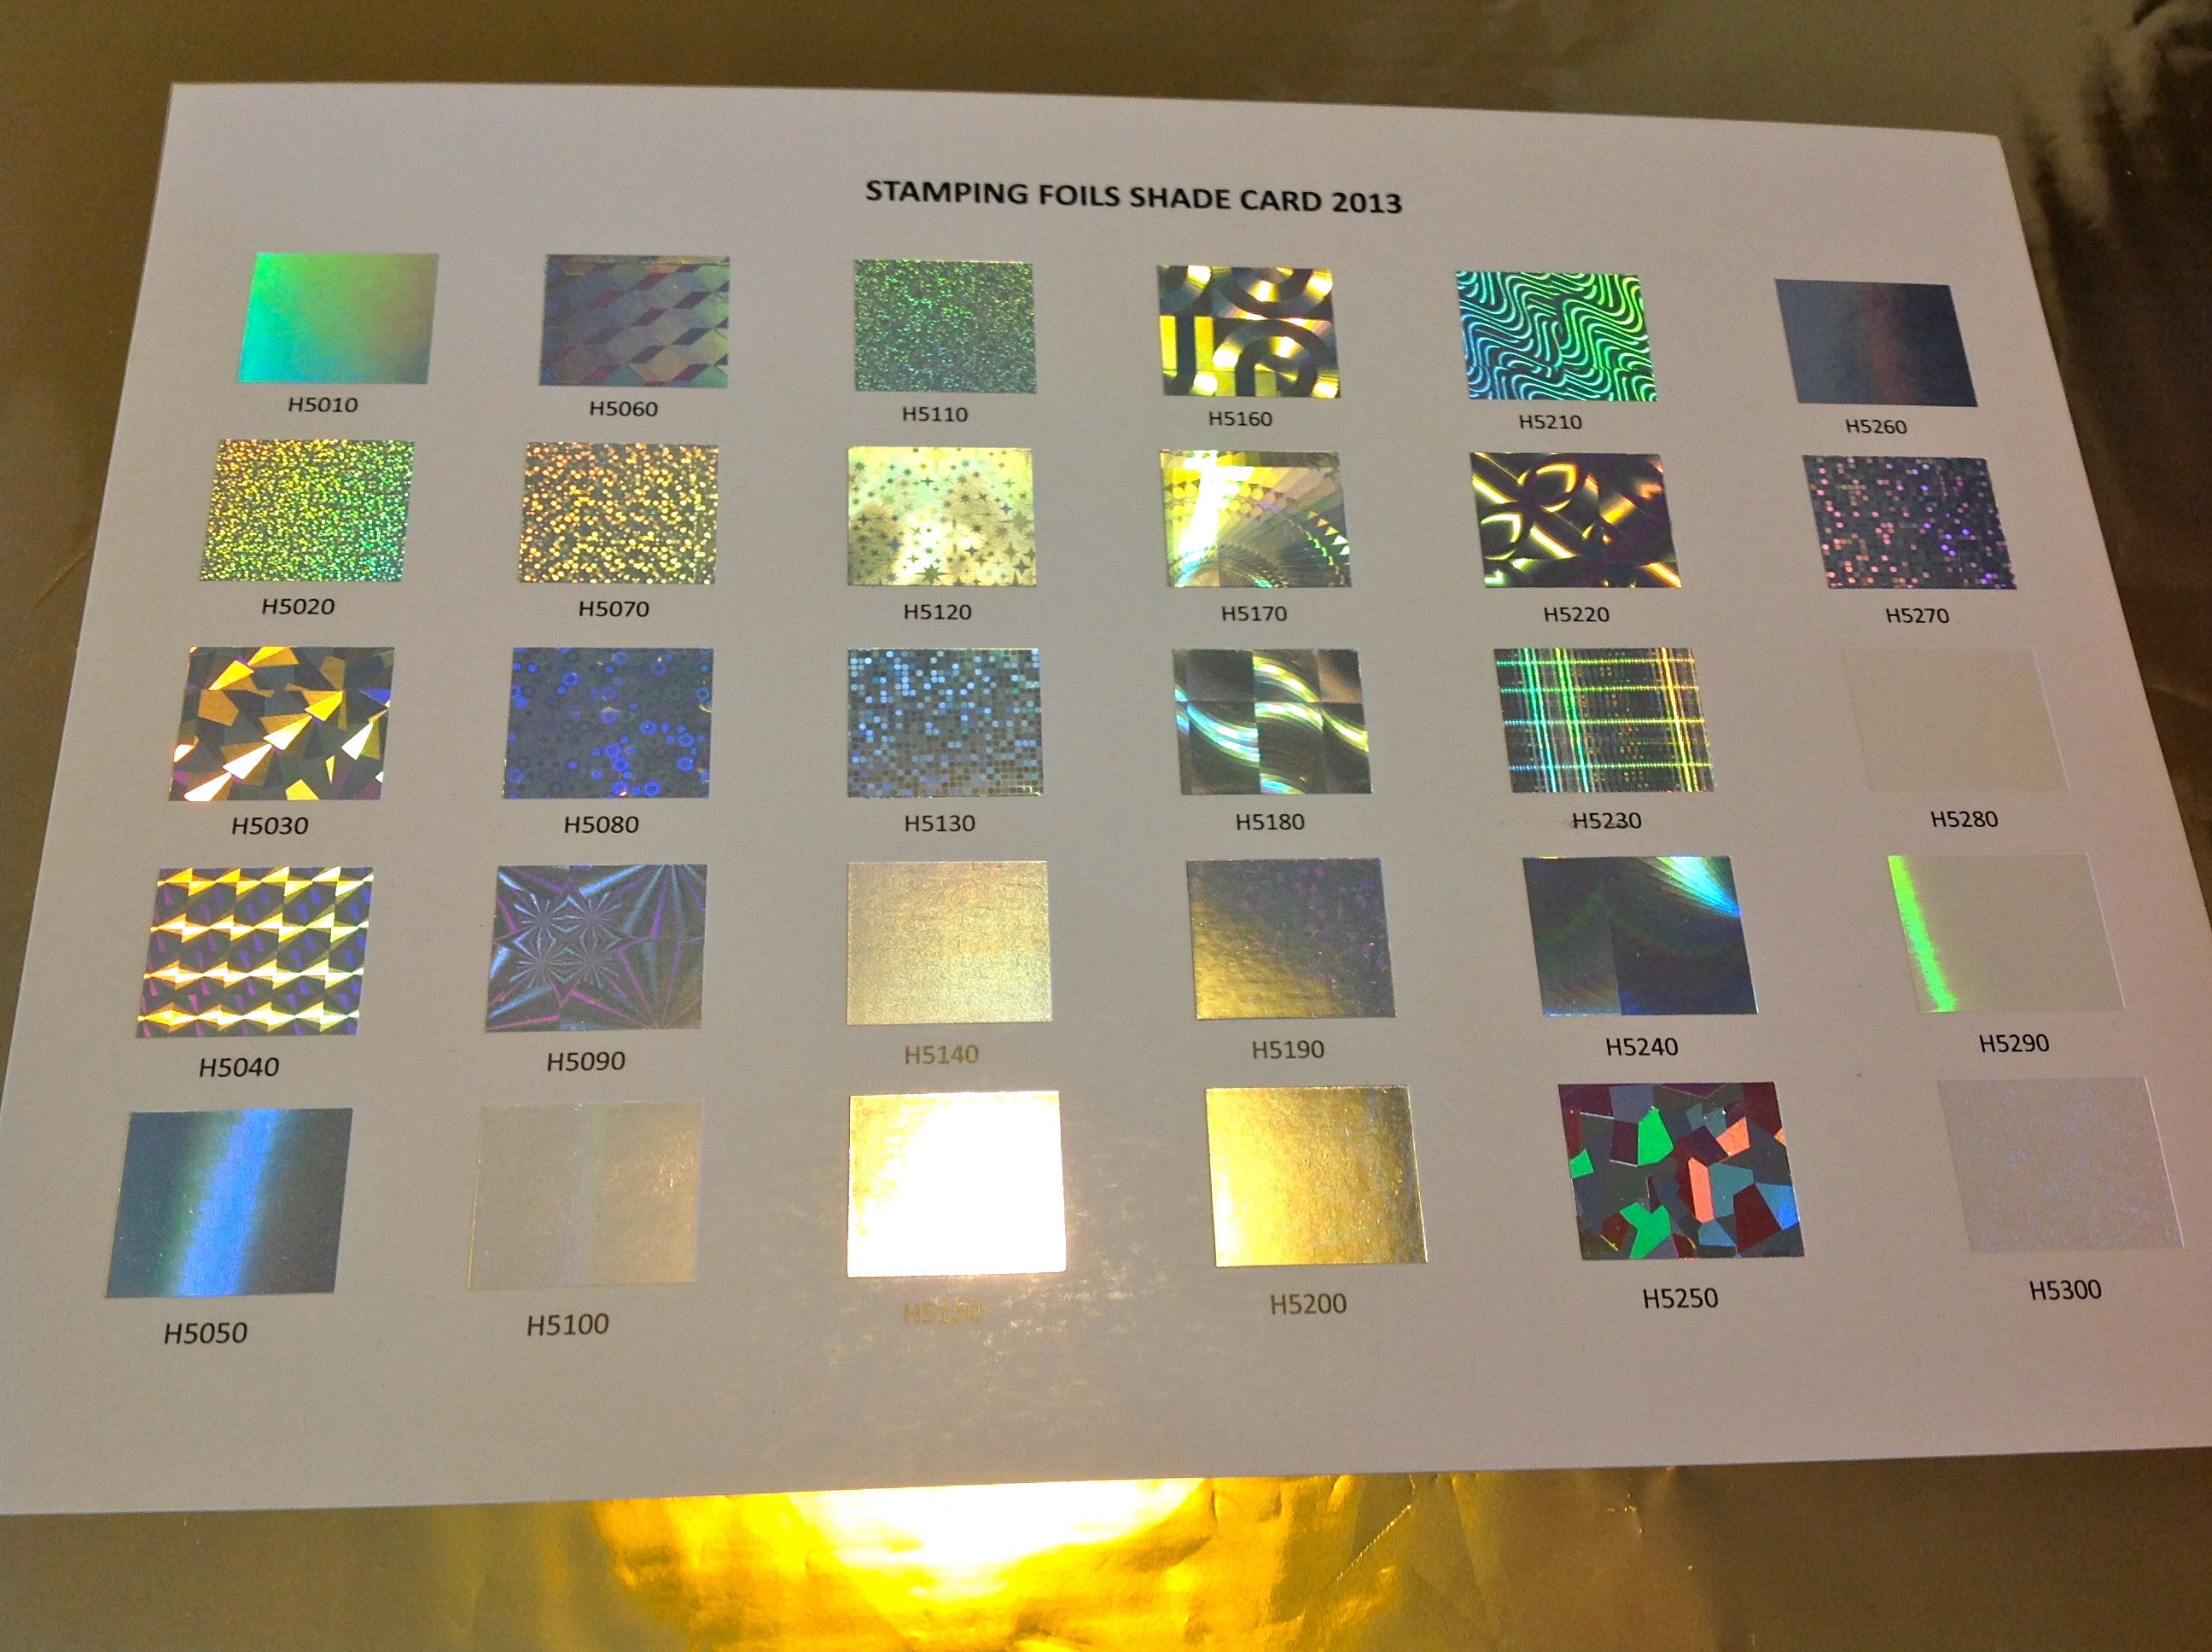 STAMPING FOILS SHADE CARD 2013
H5010 H5060 H5110 H5160 H5210 H5260
H5020 H5070 H5120 H5170 H5220 H5270
H5030 H5080 H5130 H5180 H5230 H5280
H5040 H5090 H5140 H5190 H5240 H5290
H5050 H5100 H5150 H5200 H5250 H5300